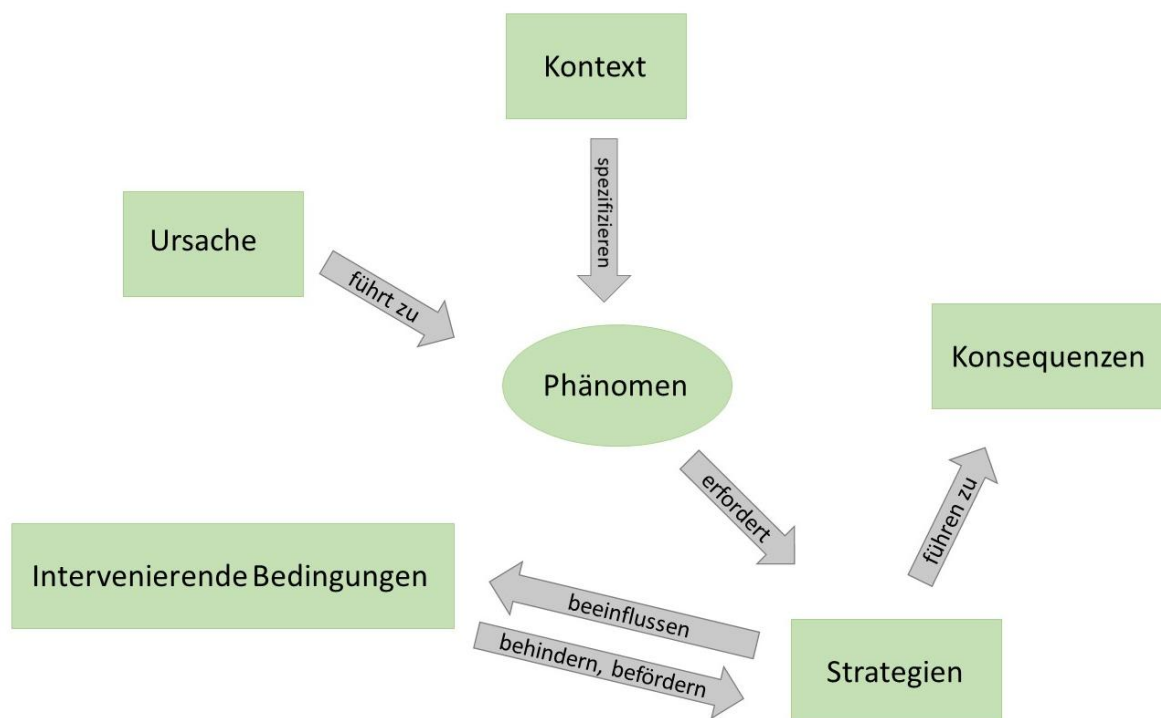 Kontext
spezifizieren
Ursache
führt zu
Phänomen
Konsequenzen
erfordert
führen zu
Intervenierende Bedingungen
beeinflussen
behindern, befördern
Strategien